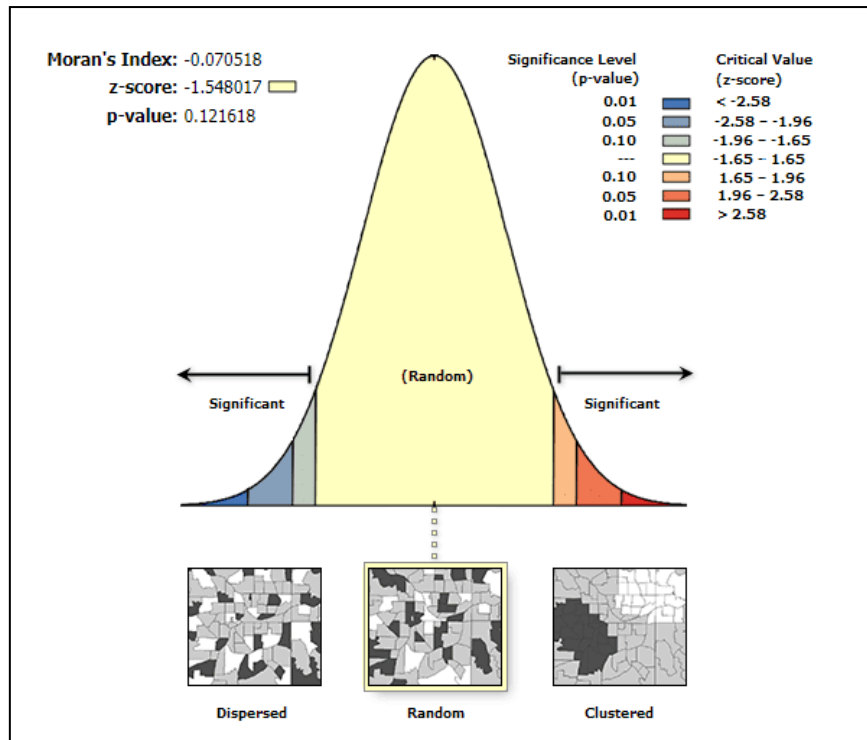 Moran's Index: -0.070518
z-score: -1.548017
p-value: 0.121618
Significance Level
(p-value)
Critical Value
(z-score)
0.01 < -2.58
0.05 -2.58 – -1.96
0.10 -1.96 – -1.65
--- -1.65 – 1.65
0.10 1.65 – 1.96
0.05 1.96 – 2.58
0.01 > 2.58
(Random)
Significant
Significant
Dispersed
Random
Clustered